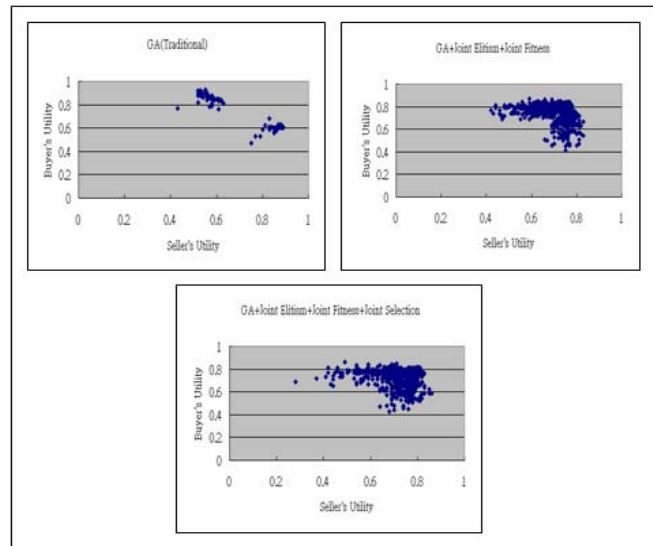 GA(Traditional)
1
0.8
0.6
0.4
0.2
0
Buyer's Utility
0 0.2 0.4 0.6 0.8 1
Seller's Utility
GA+Joint Elitism+Joint Fitness
1
0.8
0.6
0.4
0.2
0
Buyer's Utility
0 0.2 0.4 0.6 0.8 1
Seller's Utility
GA+Joint Elitism+Joint Fitness+Joint Selection
1
0.8
0.6
0.4
0.2
0
Buyer's Utility
0 0.2 0.4 0.6 0.8 1
Seller's Utility